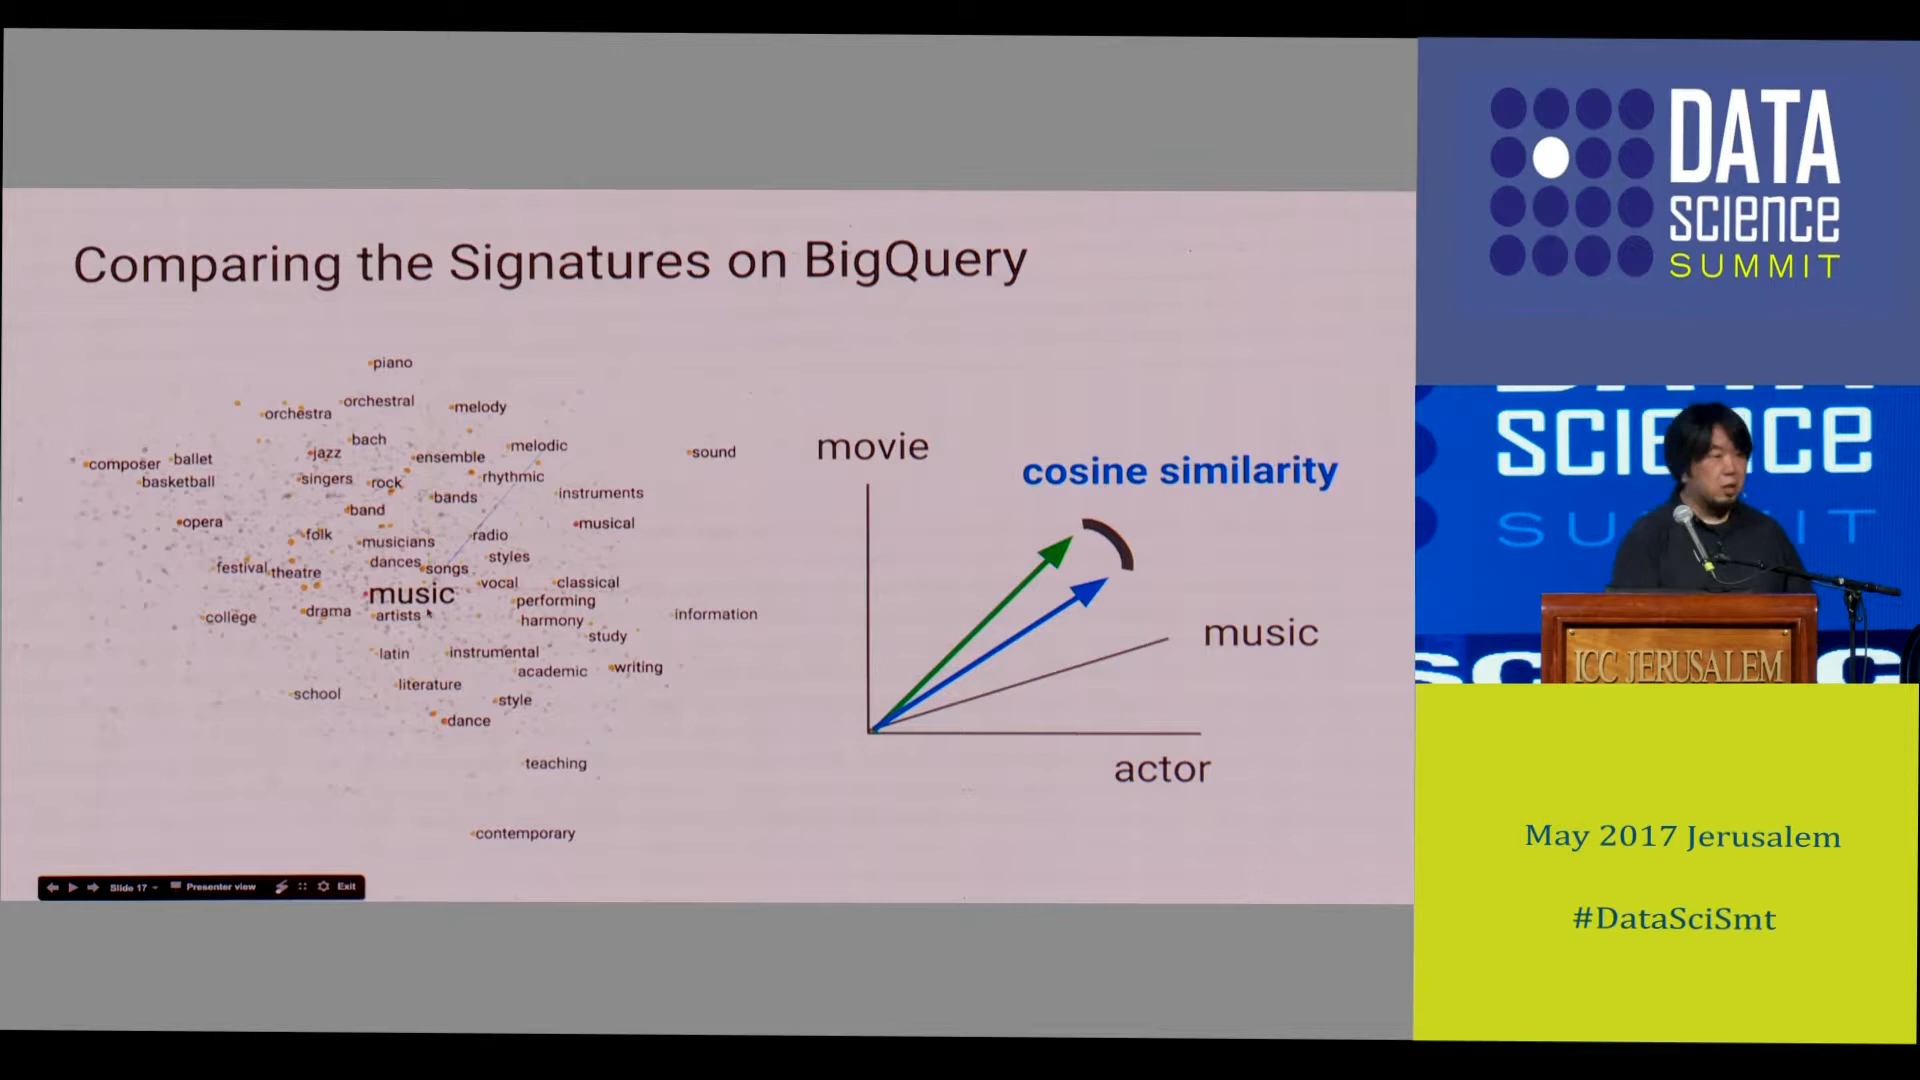 Comparing the Signatures on BigQuery
piano
orchestral
orchestra
melody
bach
jazz
melodic
ensemble
sound
composer
ballet
basketball
singers
rock
rhythmic
bands
instruments
band
opera
musical
folk
musicians
radio
styles
dances
songs
festival
theatre
vocal
classical
music
performing
artists
drama
college
harmony
information
study
latin
instrumental
academic
writing
literature
school
style
dance
teaching
contemporary
movie
cosine similarity
music
actor
Slide 17
Presenter view
Exit
DATA
SCIENCE
SUMMIT
SCIENCE
SUMMIT
ICC JERUSALEM
May 2017 Jerusalem
#DataSciSmt